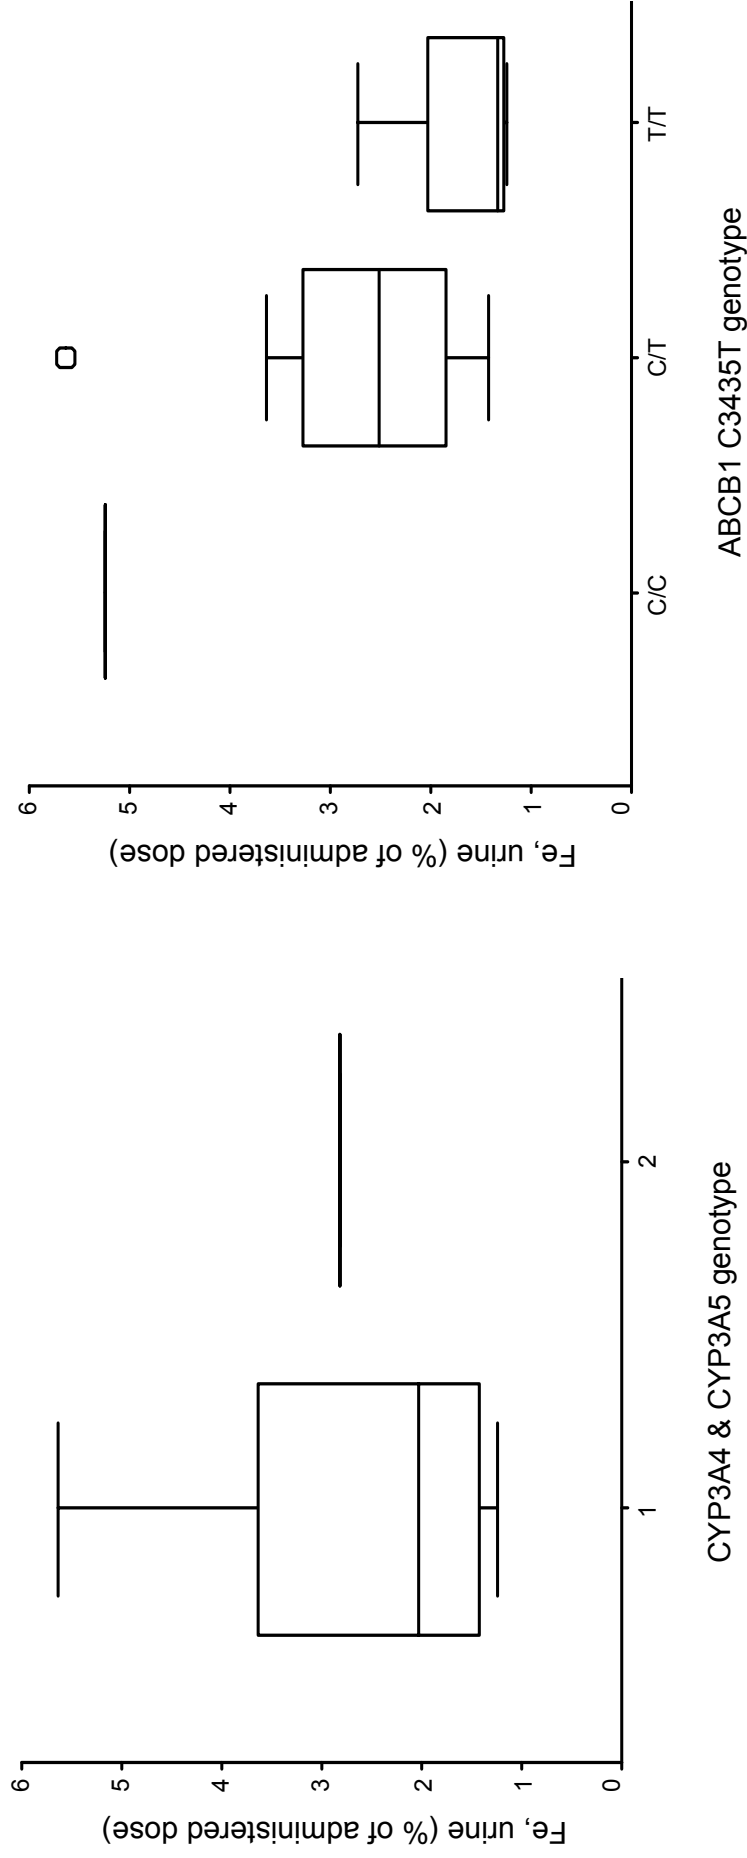 Fe, urine (% of administered dose)
6
5
4
3
2
1
0
1
2
CYP3A4 & CYP3A5 genotype
Fe, urine (% of administered dose)
6
5
4
3
2
1
0
C/C
C/T
T/T
ABCB1 C3435T genotype